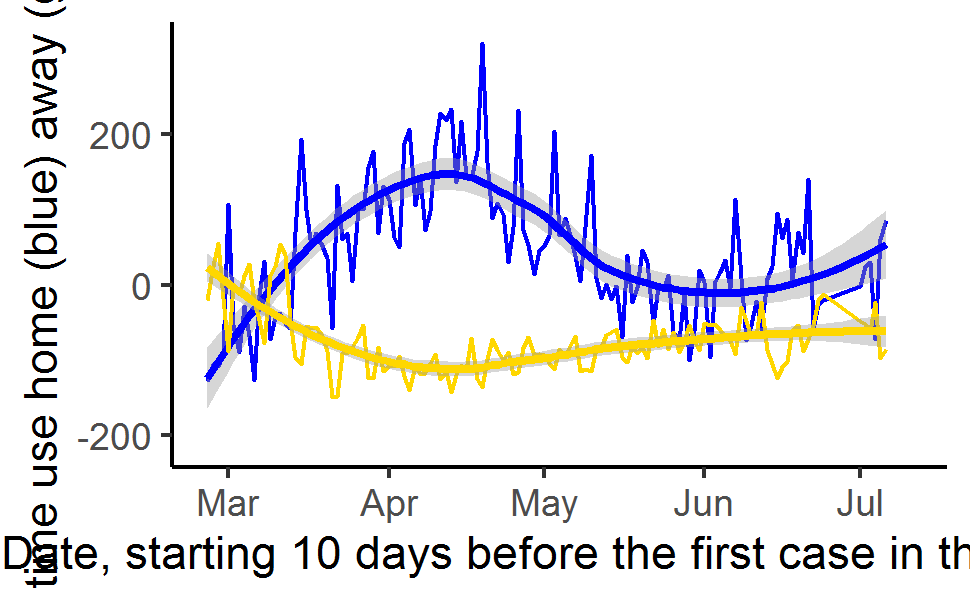 time use home (blue) away (
200
0
-200
Mar Apr May Jun Jul
Date, starting 10 days before the first case in th